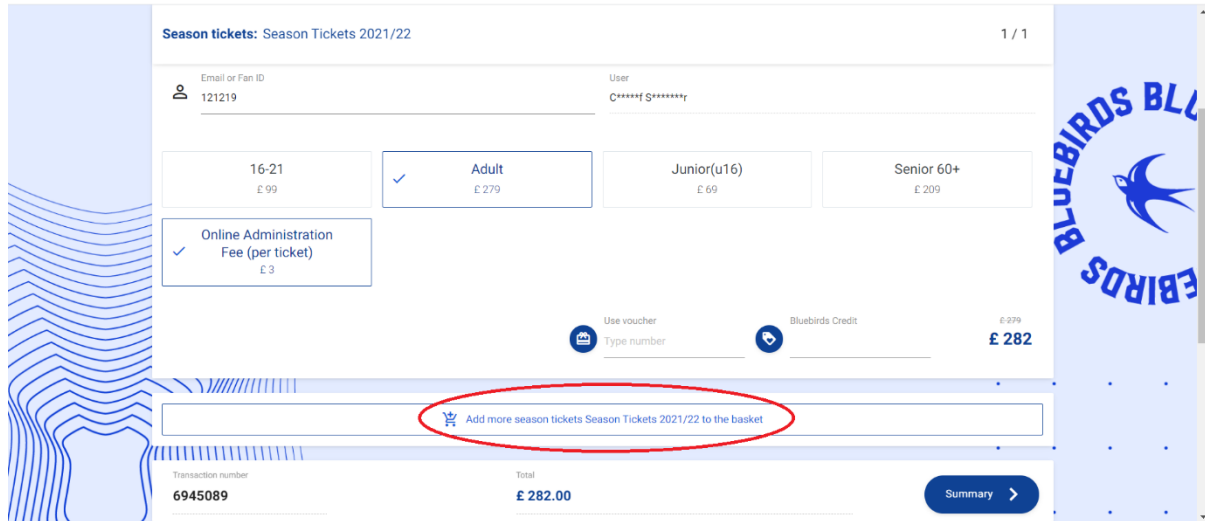 Season tickets: Season Tickets 2021/22
1 / 1
Email or Fan ID
User
121219
C*****f S*******r
16-21
£ 99
Adult
£ 279
Junior(u16)
£ 69
Senior 60+
£ 209
Online Administration
Fee (per ticket)
£ 3
Use voucher
Type number
Bluebirds Credit
£ 279
£ 282
Add more season tickets Season Tickets 2021/22 to the basket
Transaction number
6945089
Total
£ 282.00
Summary
BLUEBIRDS BLU
EBIRDS